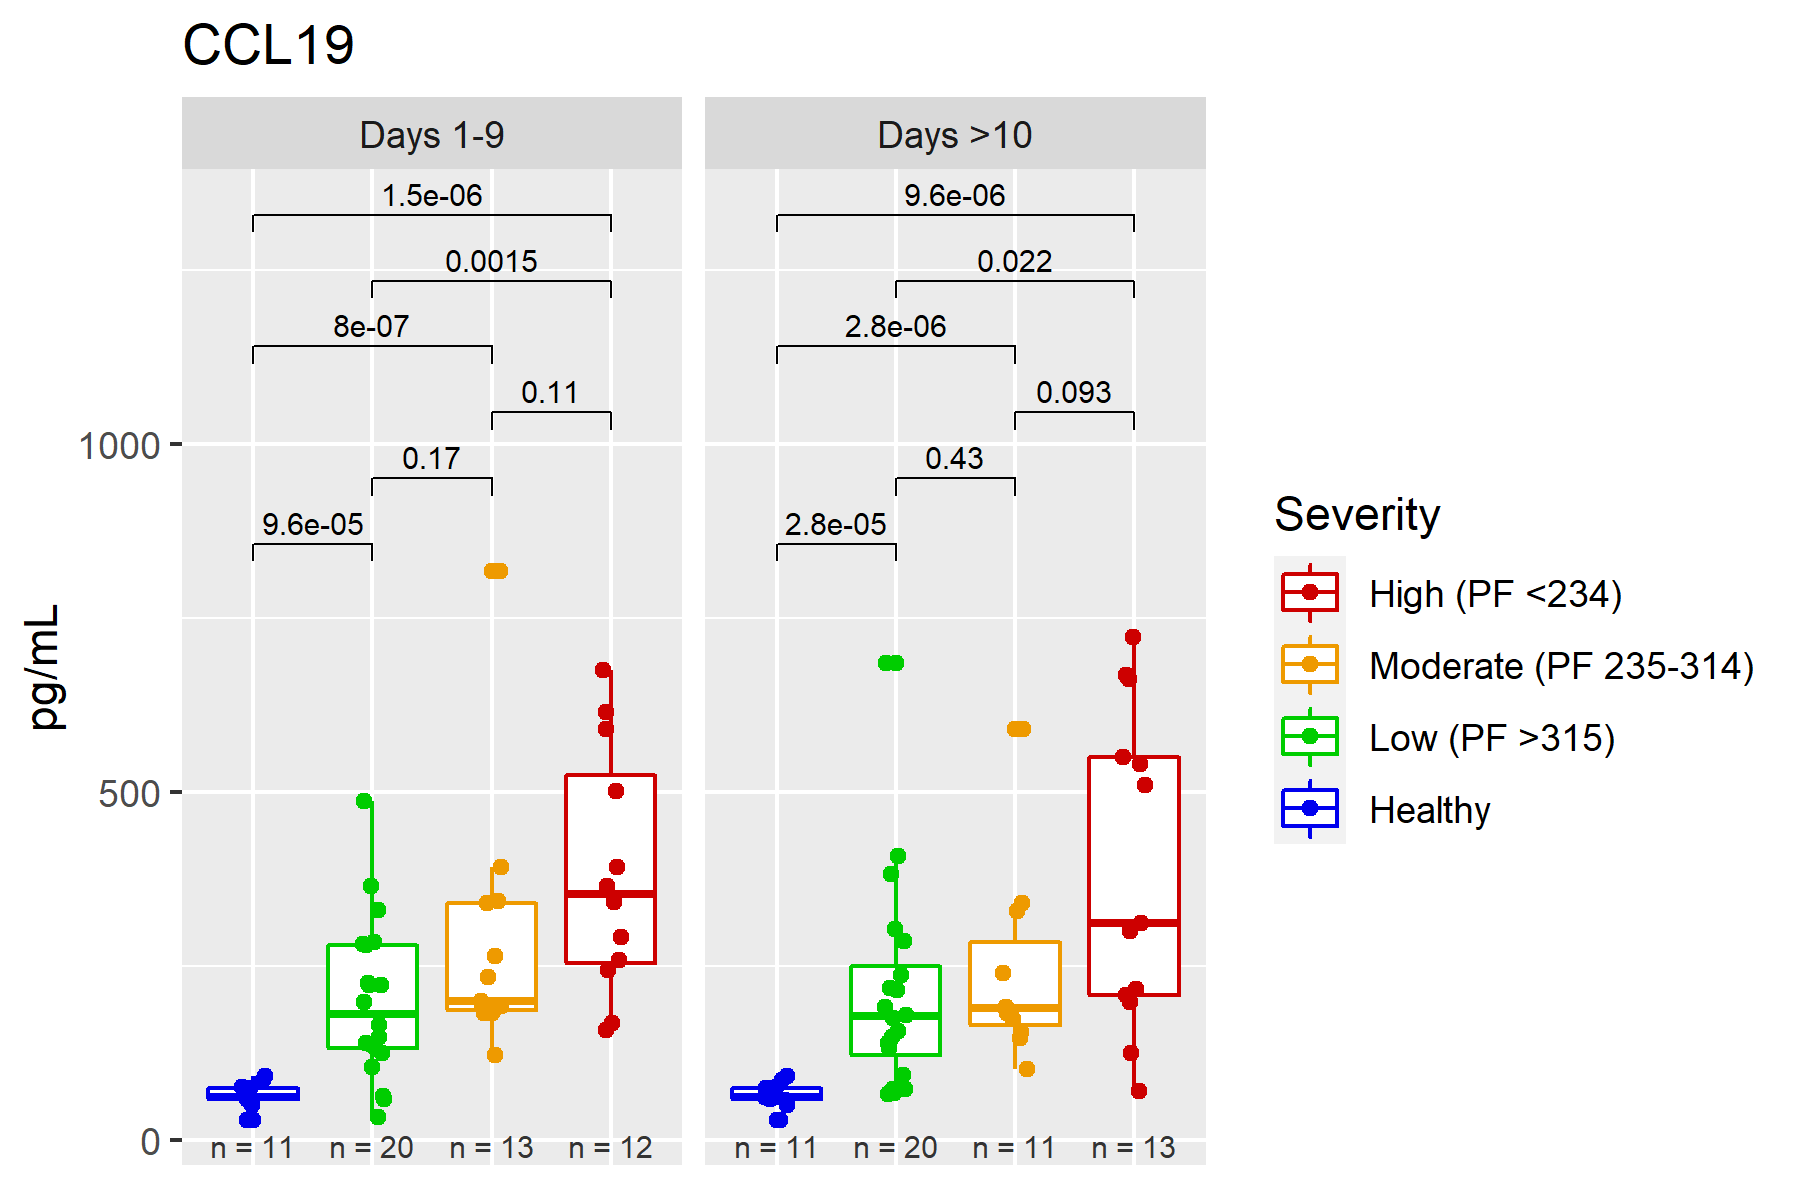 CCL19
Days 1-9
Days >10
1.5e-06
9.6e-06
0.0015
0.022
8e-07
2.8e-06
0.11
0.093
0.17
0.43
9.6e-05
2.8e-05
1000
500
0
pg/mL
n = 11
n = 20
n = 13
n = 12
n = 11
n = 20
n = 11
n = 13
Severity
High (PF <234)
Moderate (PF 235-314)
Low (PF >315)
Healthy